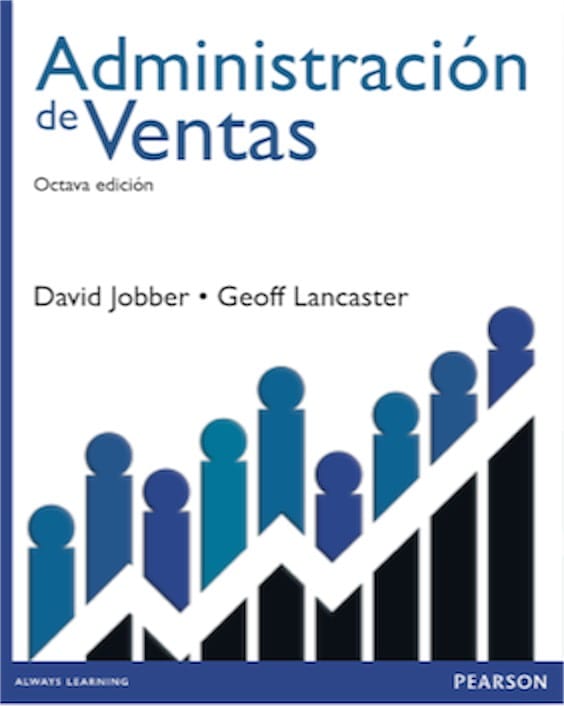 Administración
de Ventas
Octava edición
David Jobber • Geoff Lancaster
ALWAYS LEARNING
PEARSON